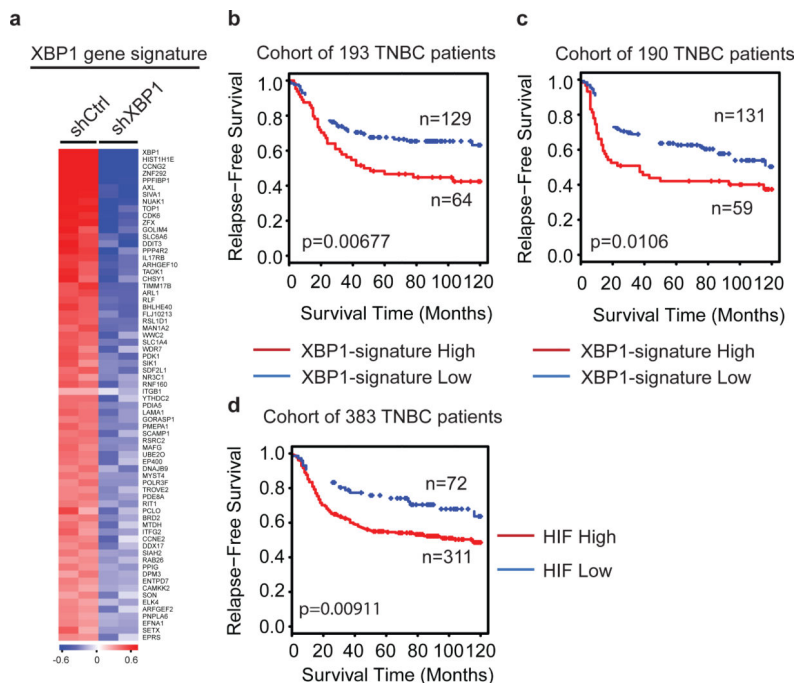 a
XBP1 gene signature
shCtrl
shXBP1
XBP1
HIST1H1E
CCNG2
ZNF292
PPFIBP1
AXL
SIVA1
NUAK1
TOP1
CDK6
ZFX
GOLIM4
SLC6A6
DDIT3
PPP4R2
IL17RB
ARHGEF10
TAOK1
CHSY1
TIMM17B
ARL1
RLF
BHLHE40
FLJ10213
RSL1D1
MAN1A2
WWC2
SLC1A4
WDR7
PDK1
SIK1
SDF2L1
NR3C1
RNF160
ITGB1
YTHDC2
PDIA5
LAMA1
GORASP1
PMEPA1
SCAMP1
RSRC2
MAFG
UBE2O
EP400
DNAJB9
MYST4
POLR3F
TROVE2
PDE8A
RIT1
PCLO
BRD2
MTDH
ITFG2
CCNE2
DDX17
SIAH2
RAB26
PPIG
DPM3
ENTPD7
CAMKK2
SON
ELK4
ARFGEF2
PNPLA6
EFNA1
SETX
EPRS
-0.6 0 0.6
b
Cohort of 193 TNBC patients
Relapse-Free Survival
1.0
0.8
0.6
0.4
0.2
0.0
n=129
n=64
p=0.00677
0 20 40 60 80 100 120
Survival Time (Months)
XBP1-signature High
XBP1-signature Low
c
Cohort of 190 TNBC patients
Relapse-Free Survival
1.0
0.8
0.6
0.4
0.2
0.0
n=131
n=59
p=0.0106
0 20 40 60 80 100 120
Survival Time (Months)
XBP1-signature High
XBP1-signature Low
d
Cohort of 383 TNBC patients
Relapse-Free Survival
1.0
0.8
0.6
0.4
0.2
0.0
n=72
n=311
p=0.00911
0 20 40 60 80 100 120
Survival Time (Months)
HIF High
HIF Low